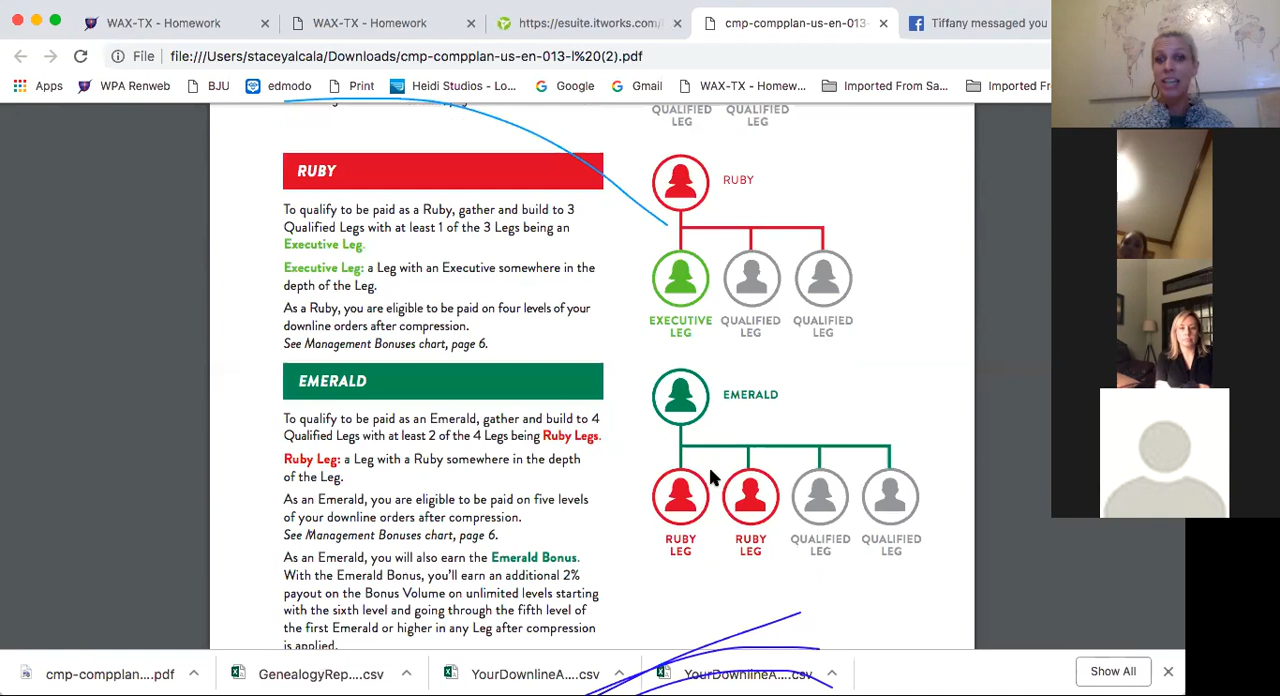 WAX-TX - Homework
WAX-TX - Homework
https://esuite.itworks.com/
cmp-compplan-us-en-013-
Tiffany messaged you
File
file:///Users/staceyalcala/Downloads/cmp-compplan-us-en-013-l%20(2).pdf
Apps
WPA Renweb
BJU
edmodo
Print
Heidi Studios - Lo...
Google
Gmail
WAX-TX - Homew...
Imported From Sa...
Imported Fr
QUALIFIED
LEG
QUALIFIED
LEG
RUBY
To qualify to be paid as a Ruby, gather and build to 3
Qualified Legs with at least 1 of the 3 Legs being an
Executive Leg.
Executive Leg: a Leg with an Executive somewhere in the
depth of the Leg.
As a Ruby, you are eligible to be paid on four levels of your
downline orders after compression.
See Management Bonuses chart, page 6.
RUBY
EXECUTIVE
LEG
QUALIFIED
LEG
QUALIFIED
LEG
EMERALD
To qualify to be paid as an Emerald, gather and build to 4
Qualified Legs with at least 2 of the 4 Legs being Ruby Legs.
Ruby Leg: a Leg with a Ruby somewhere in the depth
of the Leg.
As an Emerald, you are eligible to be paid on five levels
of your downline orders after compression.
See Management Bonuses chart, page 6.
As an Emerald, you will also earn the Emerald Bonus.
With the Emerald Bonus, you'll earn an additional 2%
payout on the Bonus Volume on unlimited levels starting
with the sixth level and going through the fifth level of
the first Emerald or higher in any Leg after compression
is applied.
EMERALD
RUBY
LEG
RUBY
LEG
QUALIFIED
LEG
QUALIFIED
LEG
cmp-compplan....pdf
GenealogyRep....csv
YourDownlineA....csv
YourDownlineA....csv
Show All